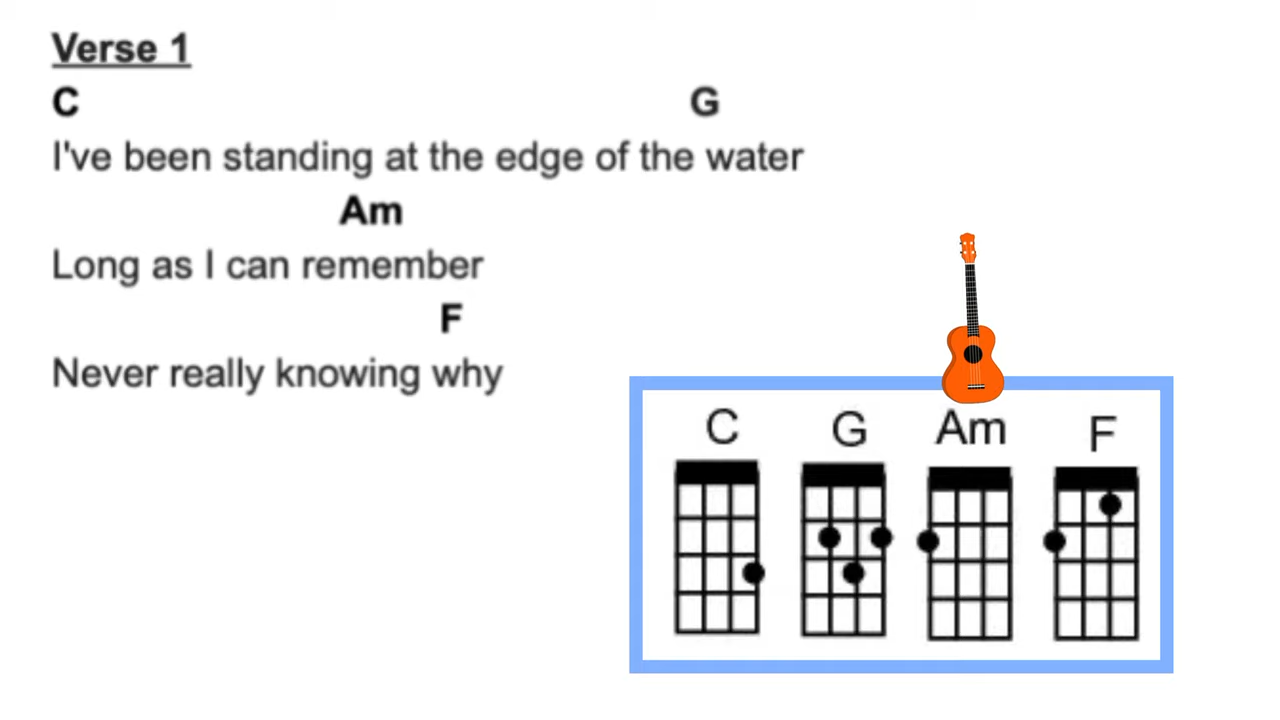 Verse 1
C G
I've been standing at the edge of the water
Am
Long as I can remember
F
Never really knowing why
C G Am F